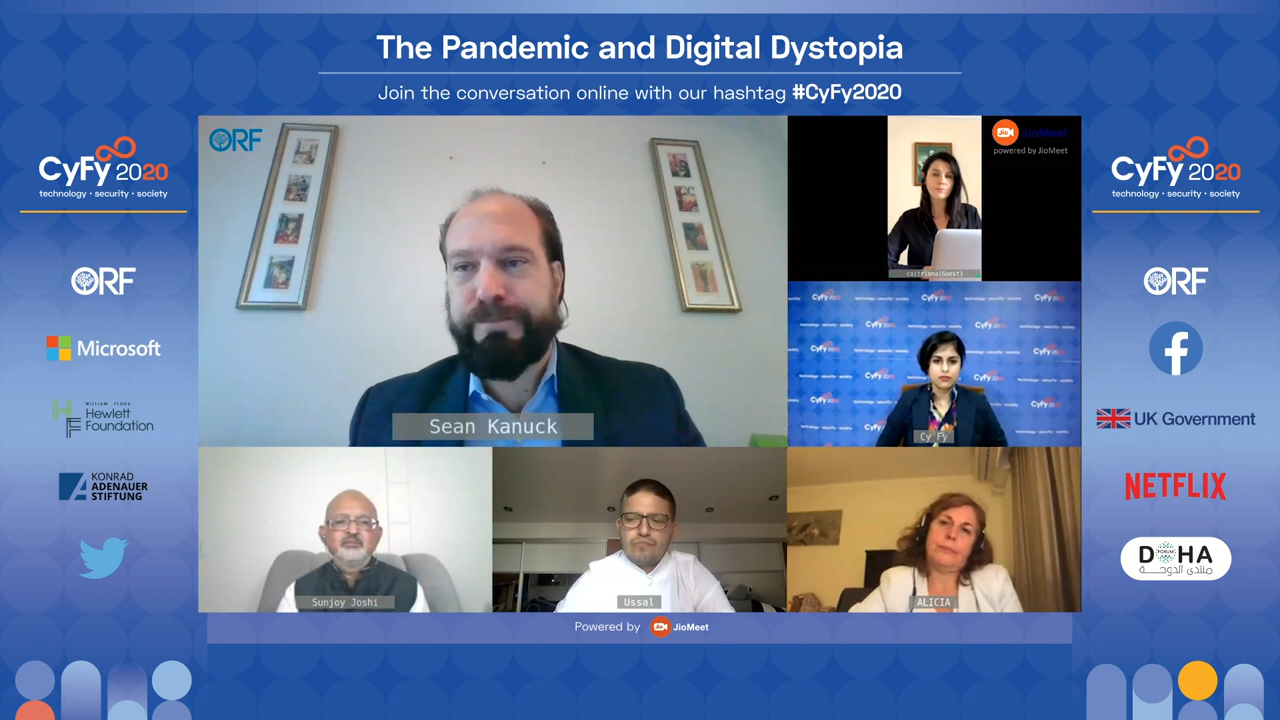 The Pandemic and Digital Dystopia
Join the conversation online with our hashtag #CyFy2020
CyFy 2020
technology • security • society
ORF
Microsoft
WILLIAM FLORA
Hewlett
Foundation
KONRAD
ADENAUER
STIFTUNG
ORF
Sean Kanuck
Jio JioMeet
powered by JioMeet
caitriona(Guest)
CyFy
Cy Fy
Sunjoy Joshi
Ussal
ALICIA
Powered by Jio JioMeet
CyFy 2020
technology • security • society
ORF
f
UK Government
NETFLIX
DOHA
FORUM
منتدى الدوحة